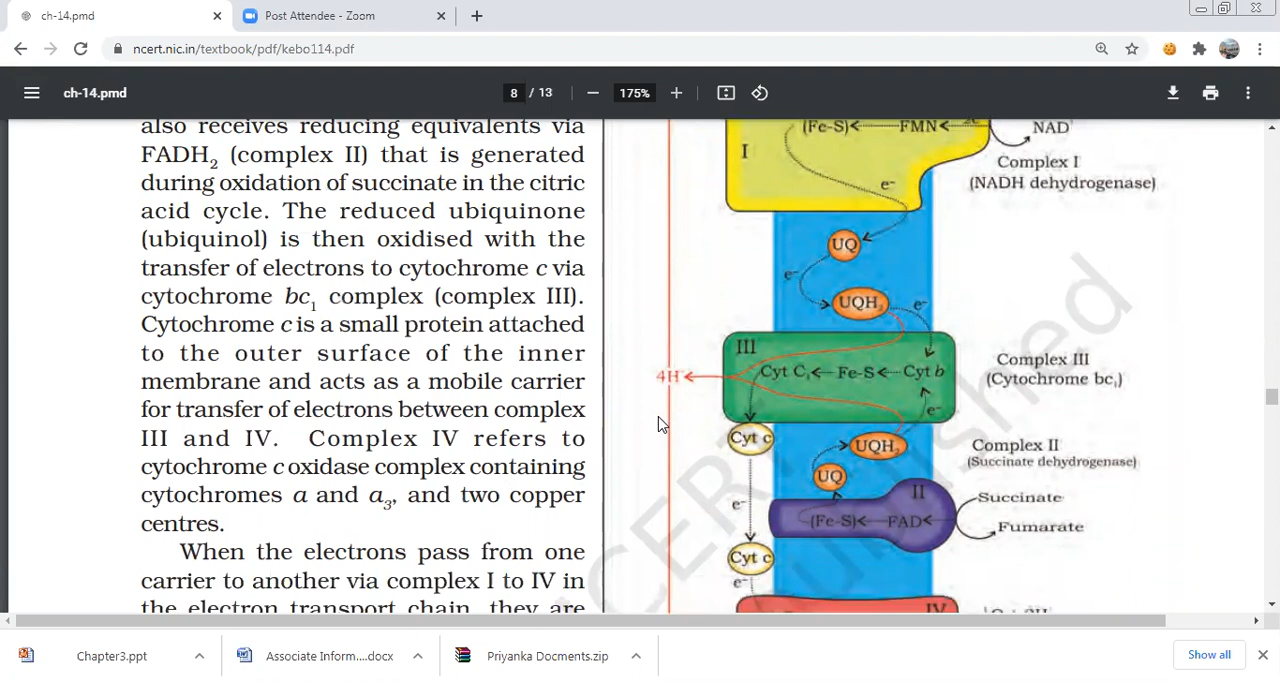 ch-14.pmd
Post Attendee - Zoom
ncert.nic.in/textbook/pdf/kebo114.pdf
ch-14.pmd
8 / 13
175%
also receives reducing equivalents via
FADH₂ (complex II) that is generated
during oxidation of succinate in the citric
acid cycle. The reduced ubiquinone
(ubiquinol) is then oxidised with the
transfer of electrons to cytochrome c via
cytochrome bc₁ complex (complex III).
Cytochrome c is a small protein attached
to the outer surface of the inner
membrane and acts as a mobile carrier
for transfer of electrons between complex
III and IV. Complex IV refers to
cytochrome c oxidase complex containing
cytochromes a and a₃, and two copper
centres.
When the electrons pass from one
carrier to another via complex I to IV in
the electron transport chain, they are
(Fe-S) FMN NAD⁺
I
Complex I
(NADH dehydrogenase)
e⁻
UQ
e⁻
UQH₂
e⁻
III
4H⁺
Cyt C₁ Fe-S Cyt b
Complex III
(Cytochrome bc₁)
e⁻
Cyt c
UQH₂
Complex II
(Succinate dehydrogenase)
UQ
II
Succinate
e⁻
(Fe-S) FAD
Fumarate
Cyt c
e⁻
IV
NCERT
published
Chapter3.ppt
Associate Inform....docx
Priyanka Docments.zip
Show all